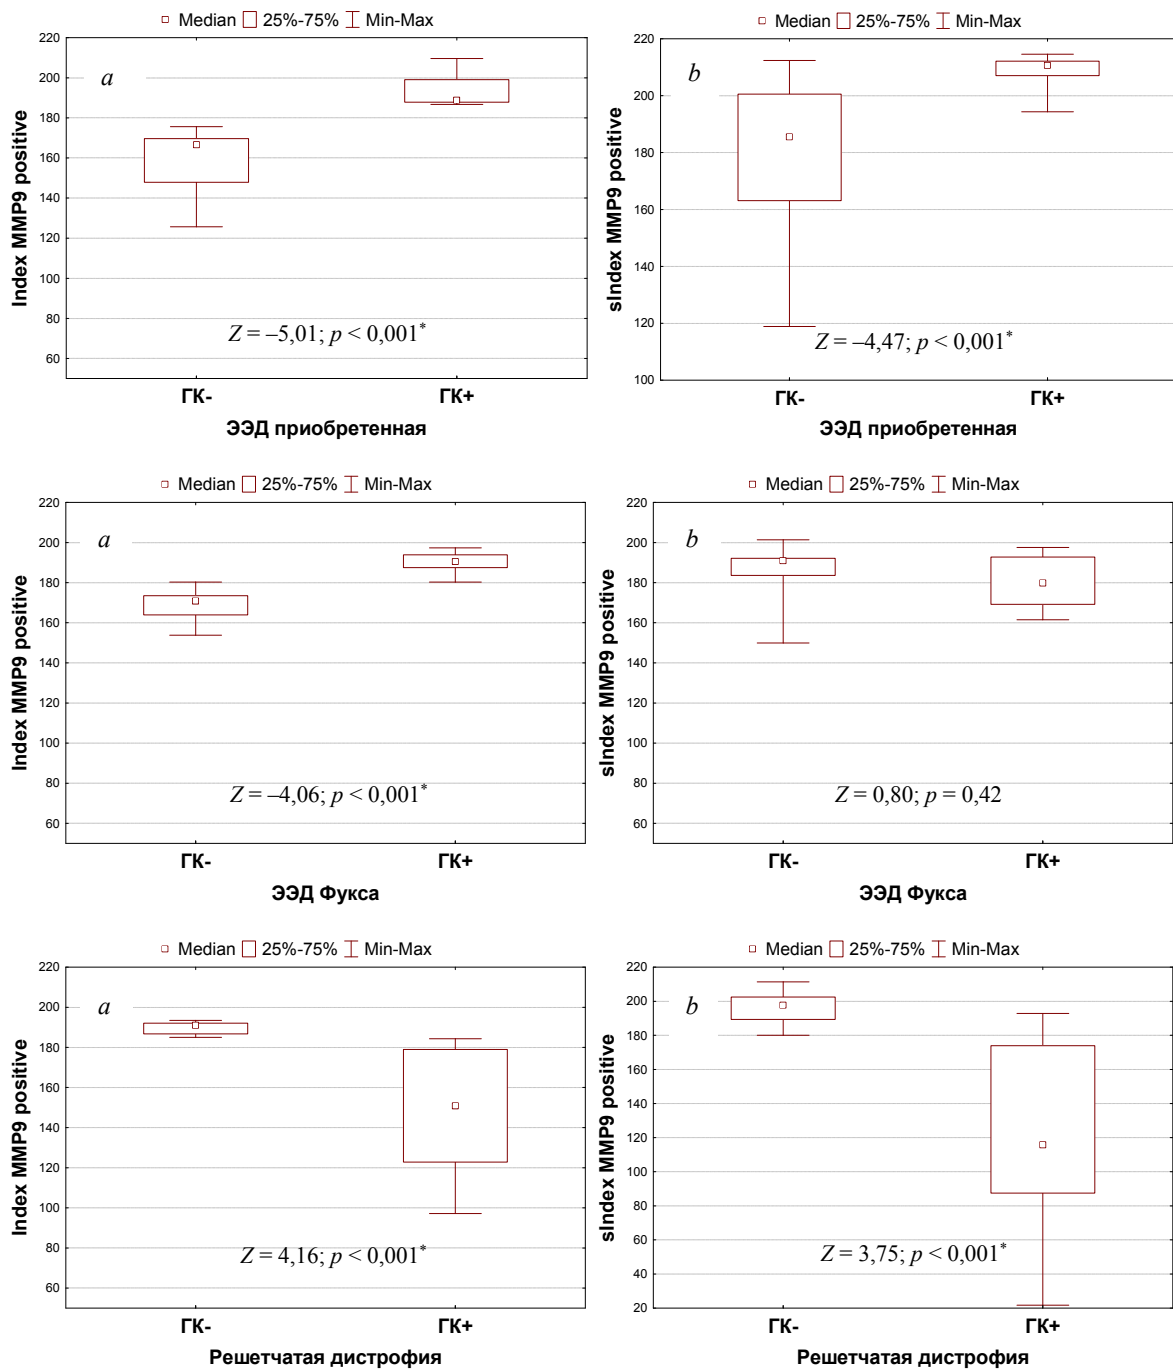 Median 25%-75% Min-Max
220
200
180
160
140
120
100
80
60
Index MMP9 positive
a
Z = –5,01; p < 0,001*
ГК- ГК+
ЭЭД приобретенная
Median 25%-75% Min-Max
220
200
180
160
140
120
100
sIndex MMP9 positive
b
Z = –4,47; p < 0,001*
ГК- ГК+
ЭЭД приобретенная
Median 25%-75% Min-Max
220
200
180
160
140
120
100
80
60
Index MMP9 positive
a
Z = –4,06; p < 0,001*
ГК- ГК+
ЭЭД Фукса
Median 25%-75% Min-Max
220
200
180
160
140
120
100
80
60
sIndex MMP9 positive
b
Z = 0,80; p = 0,42
ГК- ГК+
ЭЭД Фукса
Median 25%-75% Min-Max
220
200
180
160
140
120
100
80
60
Index MMP9 positive
a
Z = 4,16; p < 0,001*
ГК- ГК+
Решетчатая дистрофия
Median 25%-75% Min-Max
220
200
180
160
140
120
100
80
60
40
20
sIndex MMP9 positive
b
Z = 3,75; p < 0,001*
ГК- ГК+
Решетчатая дистрофия